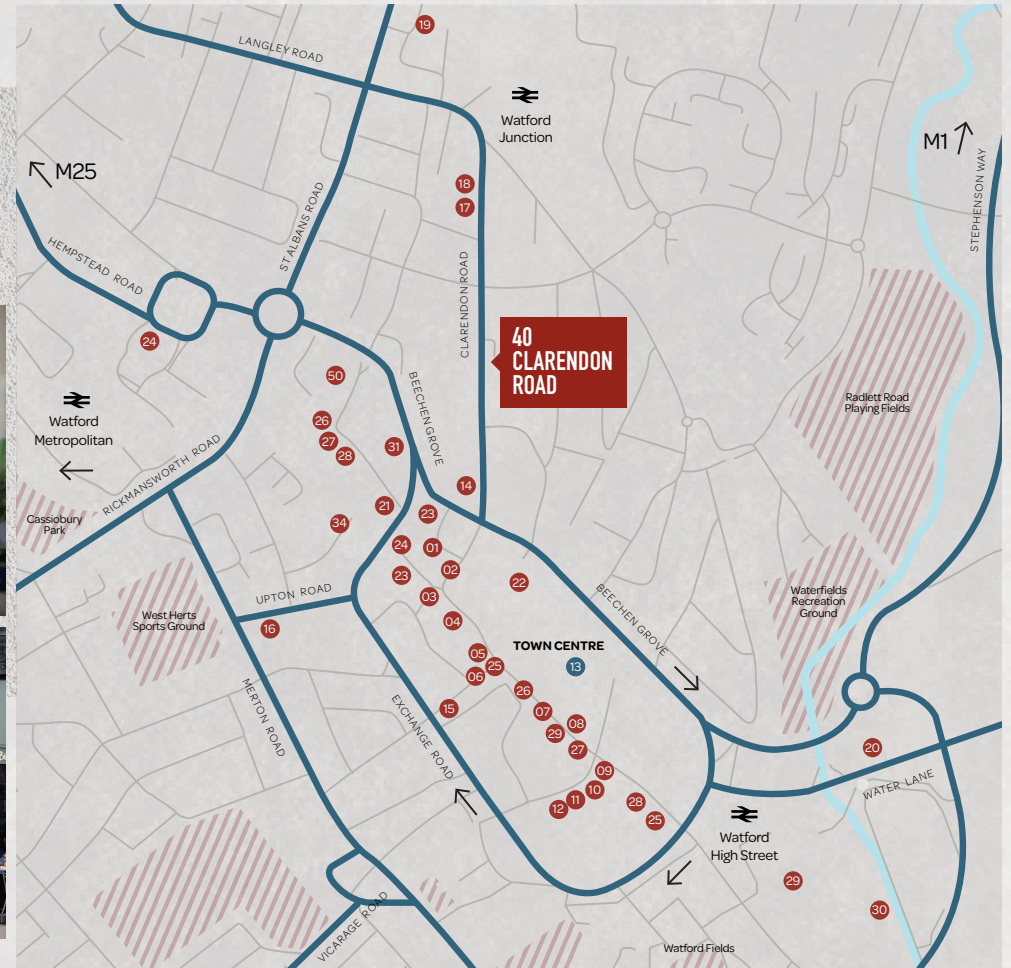 19
LANGLEY ROAD
Watford
Junction
M1
M25
STEPHENSON WAY
18
17
ST ALBANS ROAD
HEMPSTEAD ROAD
CLARENDON ROAD
40
CLARENDON
ROAD
24
50
BEECHEN GROVE
Watford
Metropolitan
Radlett Road
Playing Fields
26
27
28
31
RICKMANSWORTH ROAD
14
Cassiobury
Park
21
23
34
24
01
02
23
22
03
UPTON ROAD
BEECHEN GROVE
Waterfields
Recreation
Ground
West Herts
Sports Ground
16
04
TOWN CENTRE
13
05
25
06
26
MERTON ROAD
EXCHANGE ROAD
15
07
08
29
27
20
09
10
11
12
28
25
WATER LANE
Watford
High Street
29
30
VICARAGE ROAD
Watford Fields